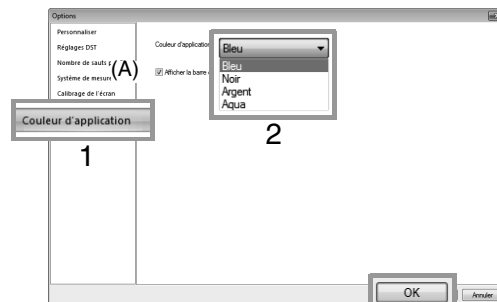 Options
Personnaliser
Réglages DST
Nombre de sauts
(A)
Système de mesure
Calibrage de l'écran
Couleur d'application
1
Couleur d'application
Bleu
Bleu
Noir
Argent
Aqua
Afficher la barre
2
OK
Annuler